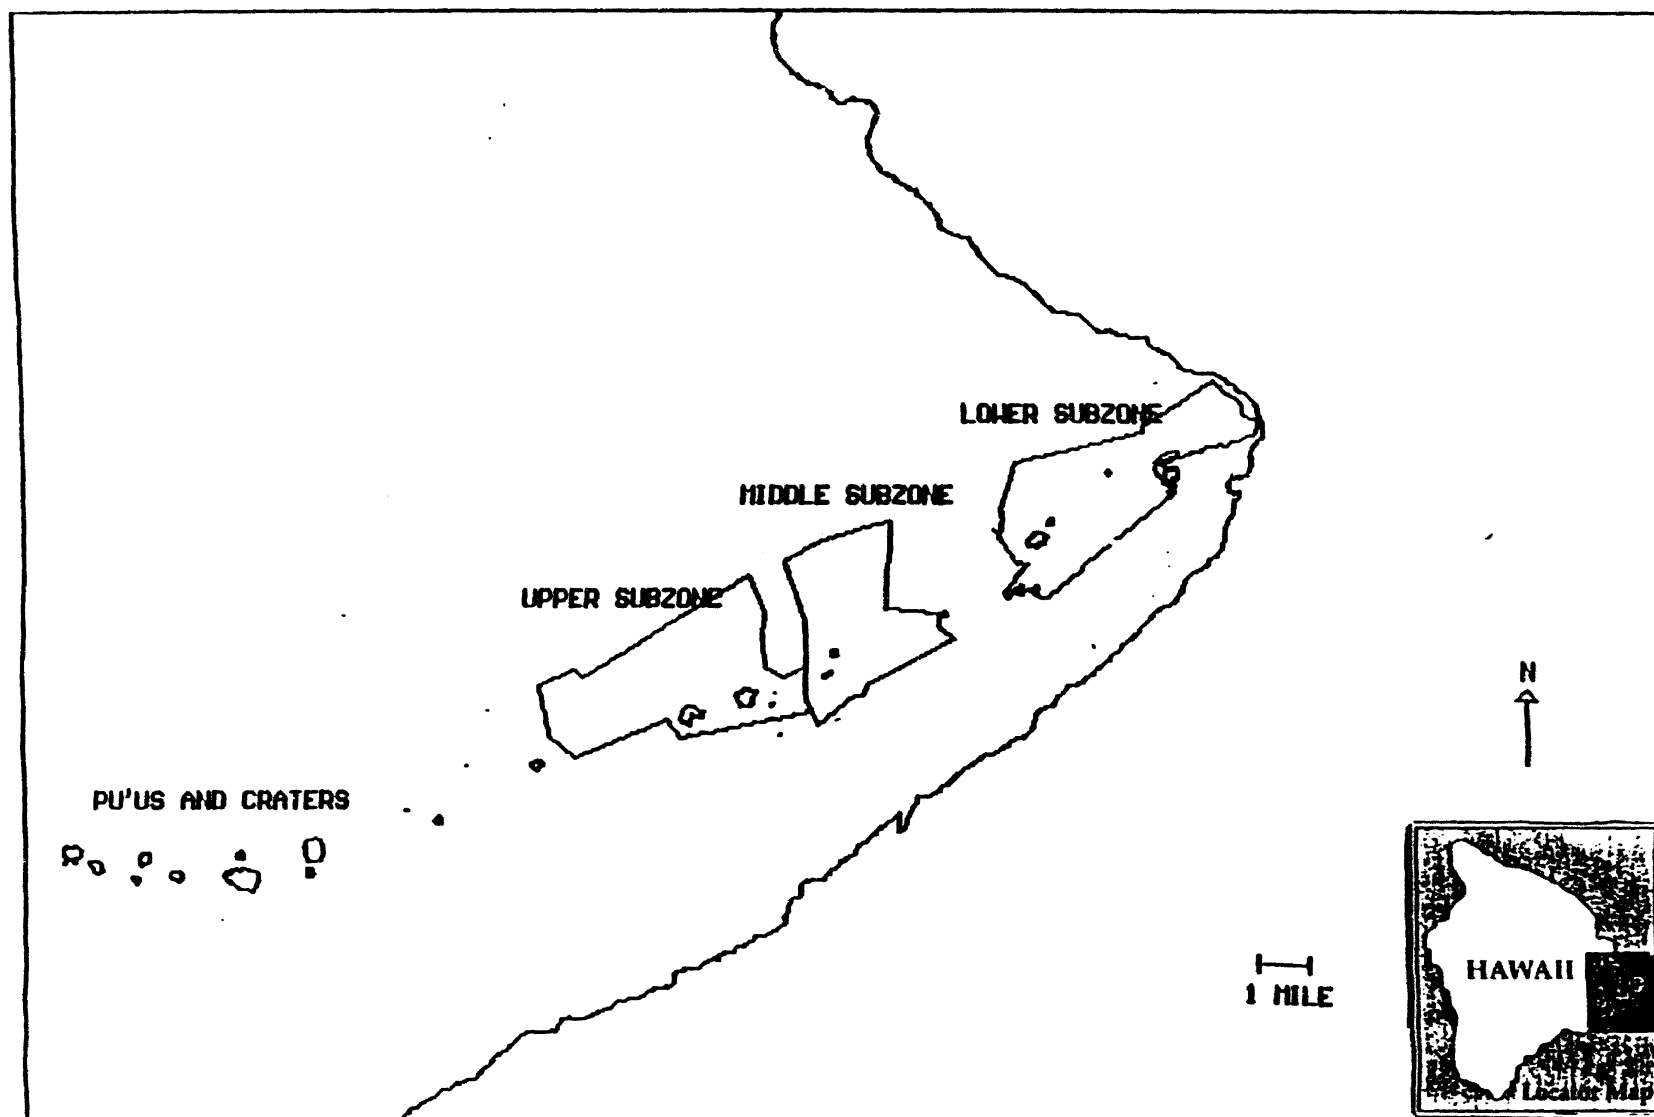 LOWER SUBZONE
MIDDLE SUBZONE
UPPER SUBZONE
N
PU'US AND CRATERS
HAWAII
1 MILE
Locator Map